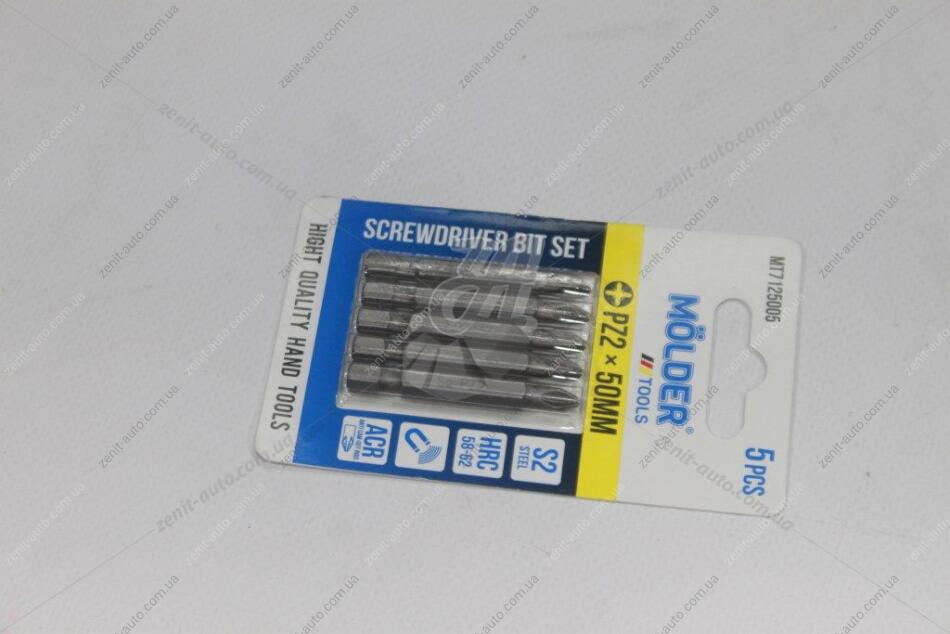 MT7125005
5 PCS
MÖLDER®
TOOLS
PZ2 × 50MM
SCREWDRIVER BIT SET
S2
STEEL
HRC
58-62
ACR
HIGHT QUALITY HAND TOOLS
zenit-auto.com.ua